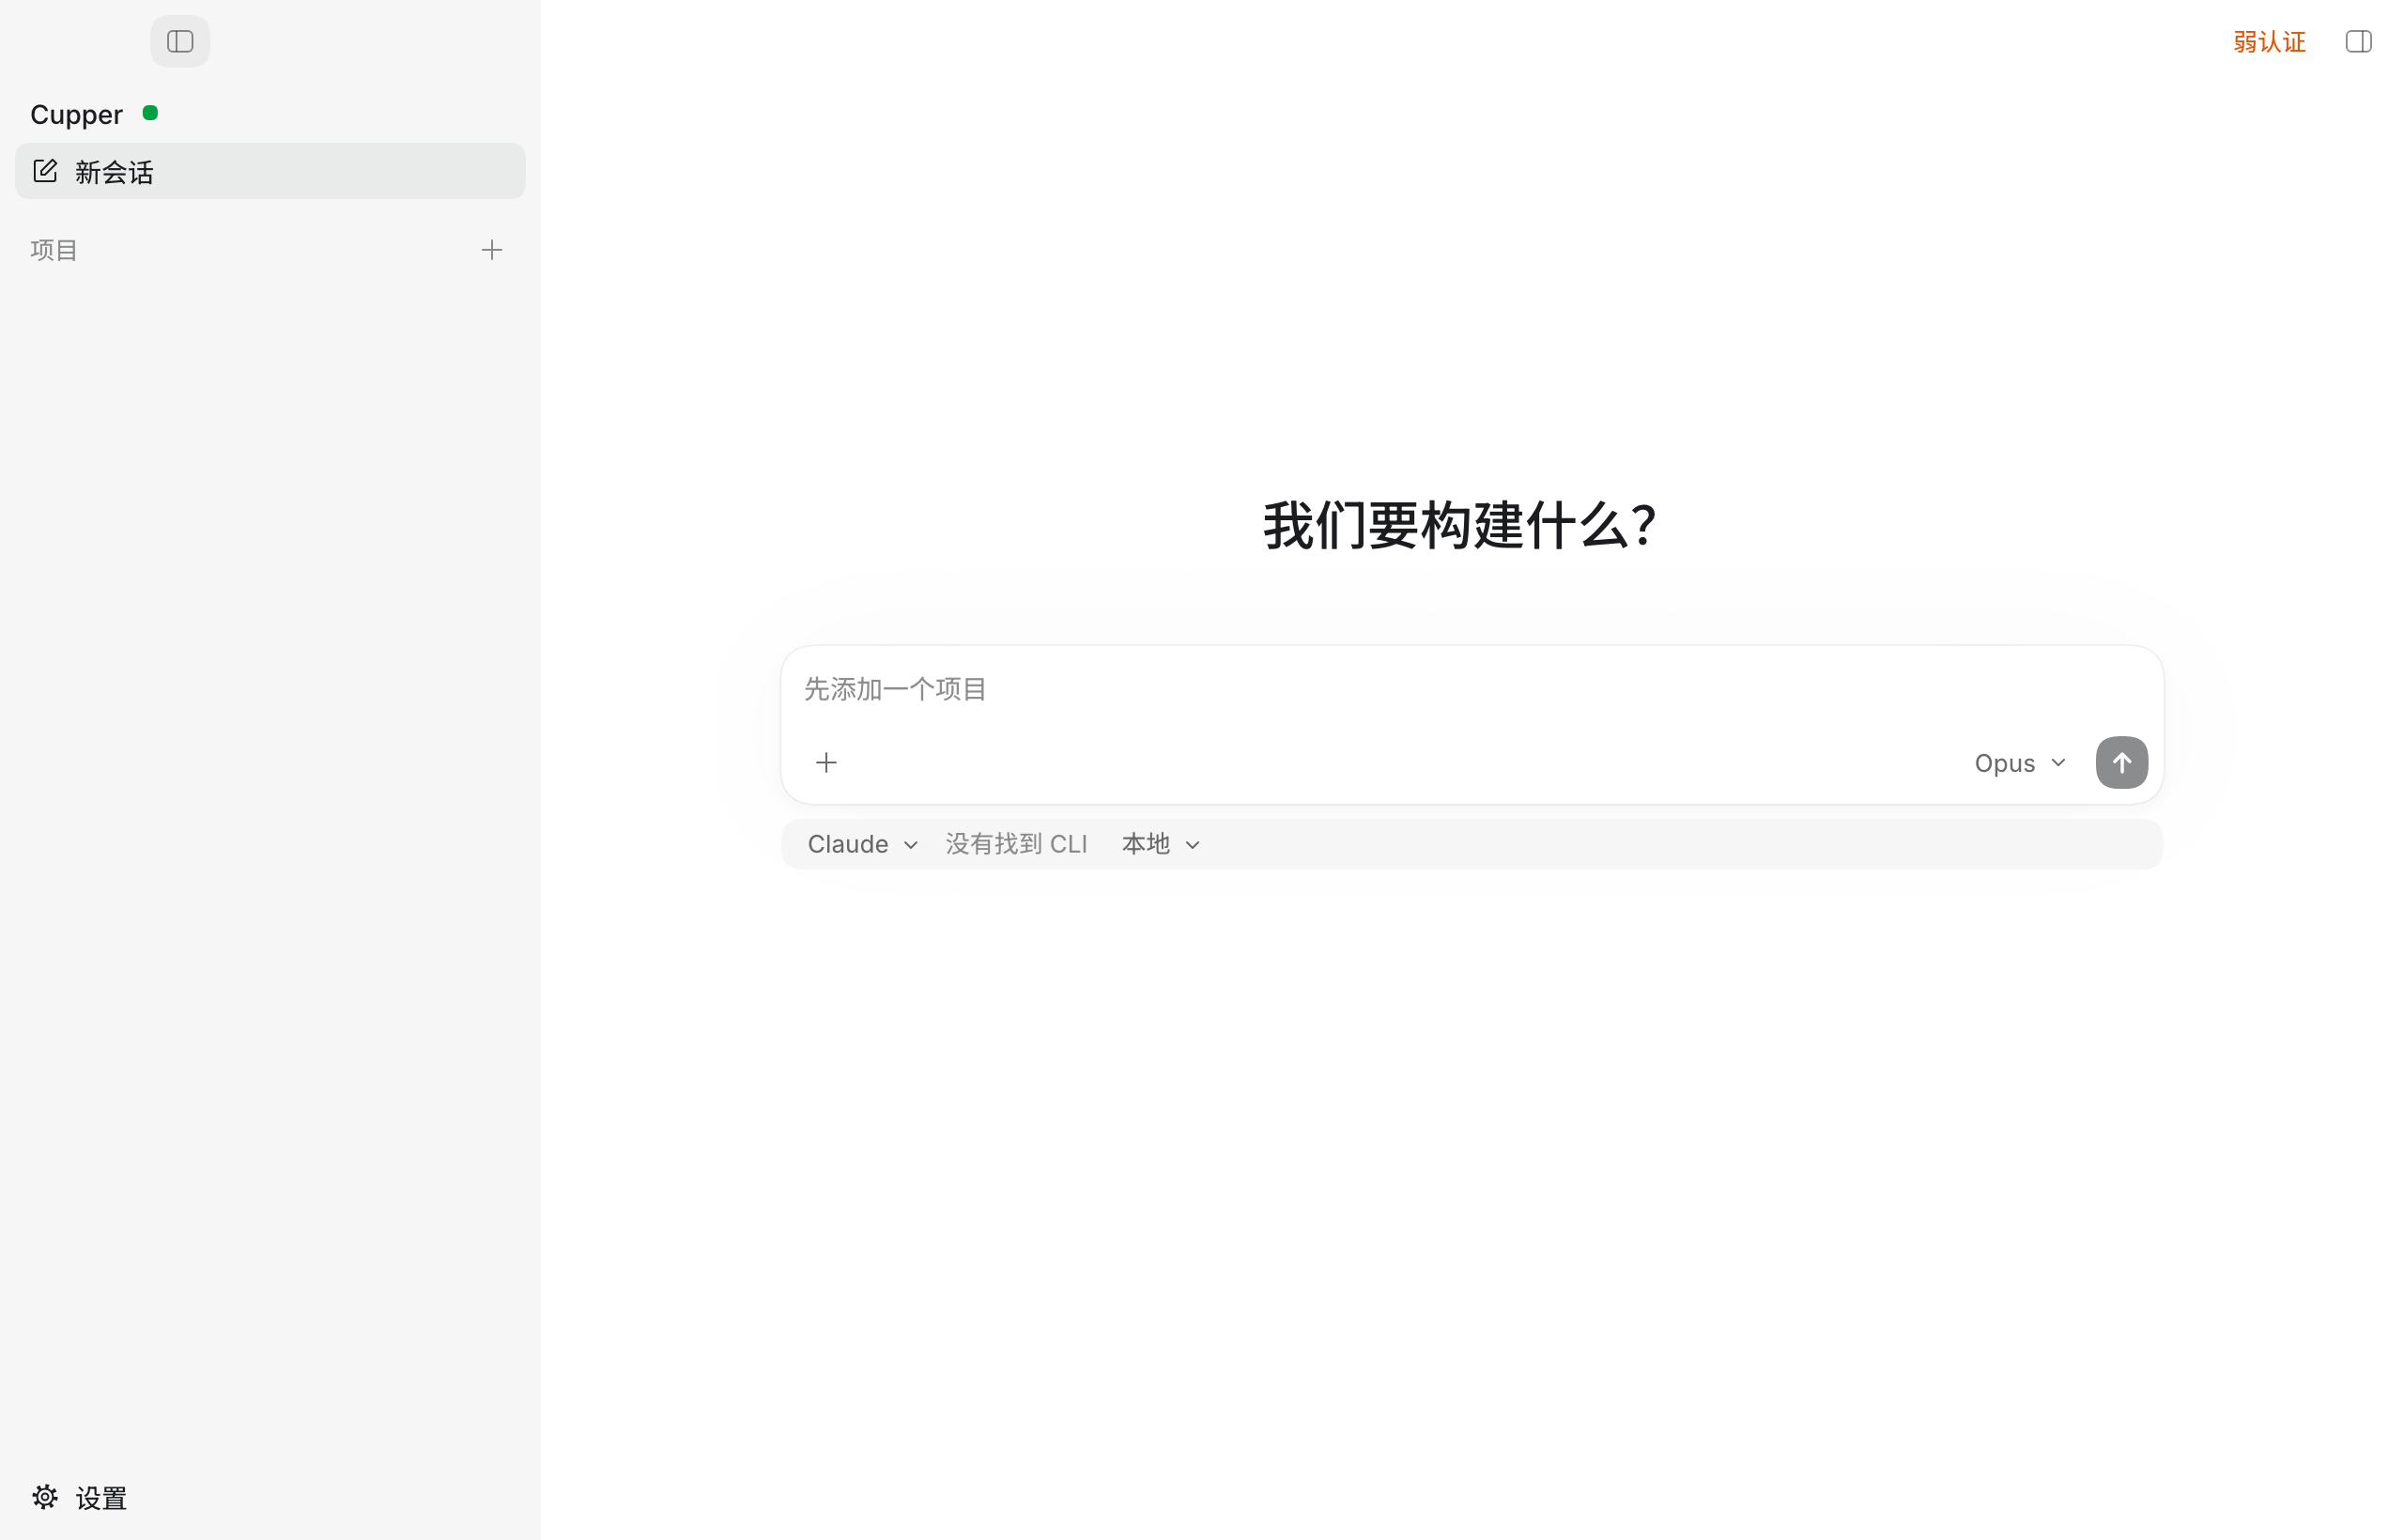 弱认证
Cupper
新会话
项目
我们要构建什么？
先添加一个项目
Opus
Claude 没有找到 CLI 本地
设置